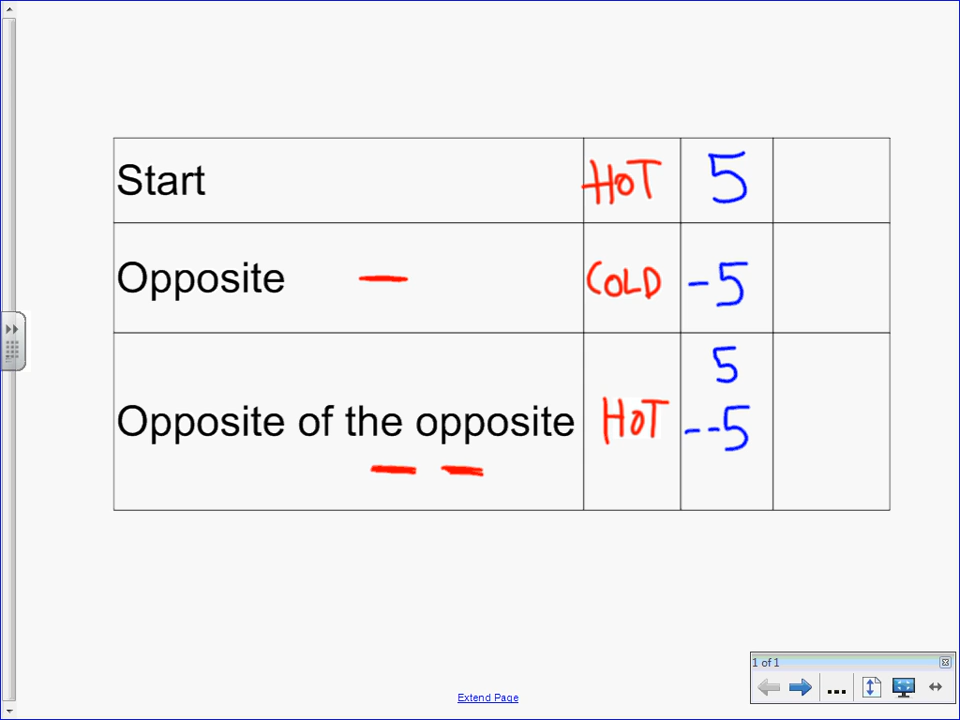 Start HOT 5
Opposite — COLD -5
5
Opposite of the opposite HOT --5
— —
1 of 1
...
Extend Page